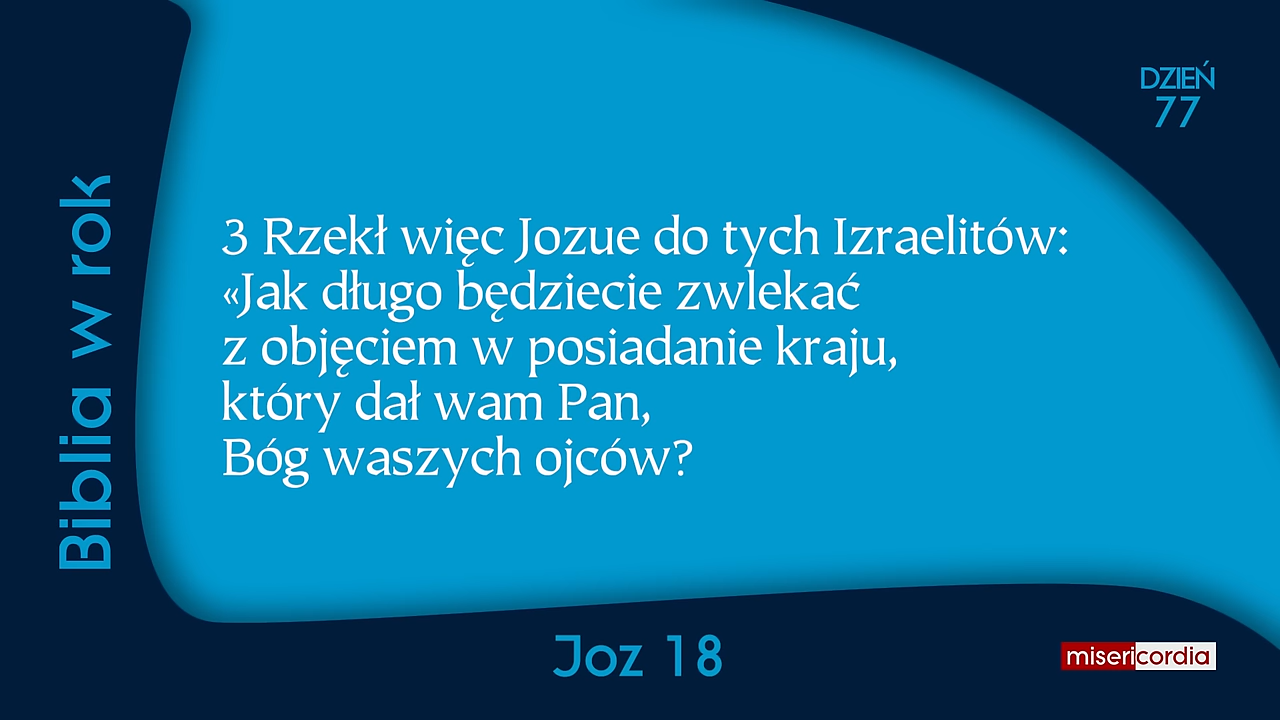 DZIEŃ
77
Biblia w rok
3 Rzekł więc Jozue do tych Izraelitów:
«Jak długo będziecie zwlekać
z objęciem w posiadanie kraju,
który dał wam Pan,
Bóg waszych ojców?
Joz 18
misericordia